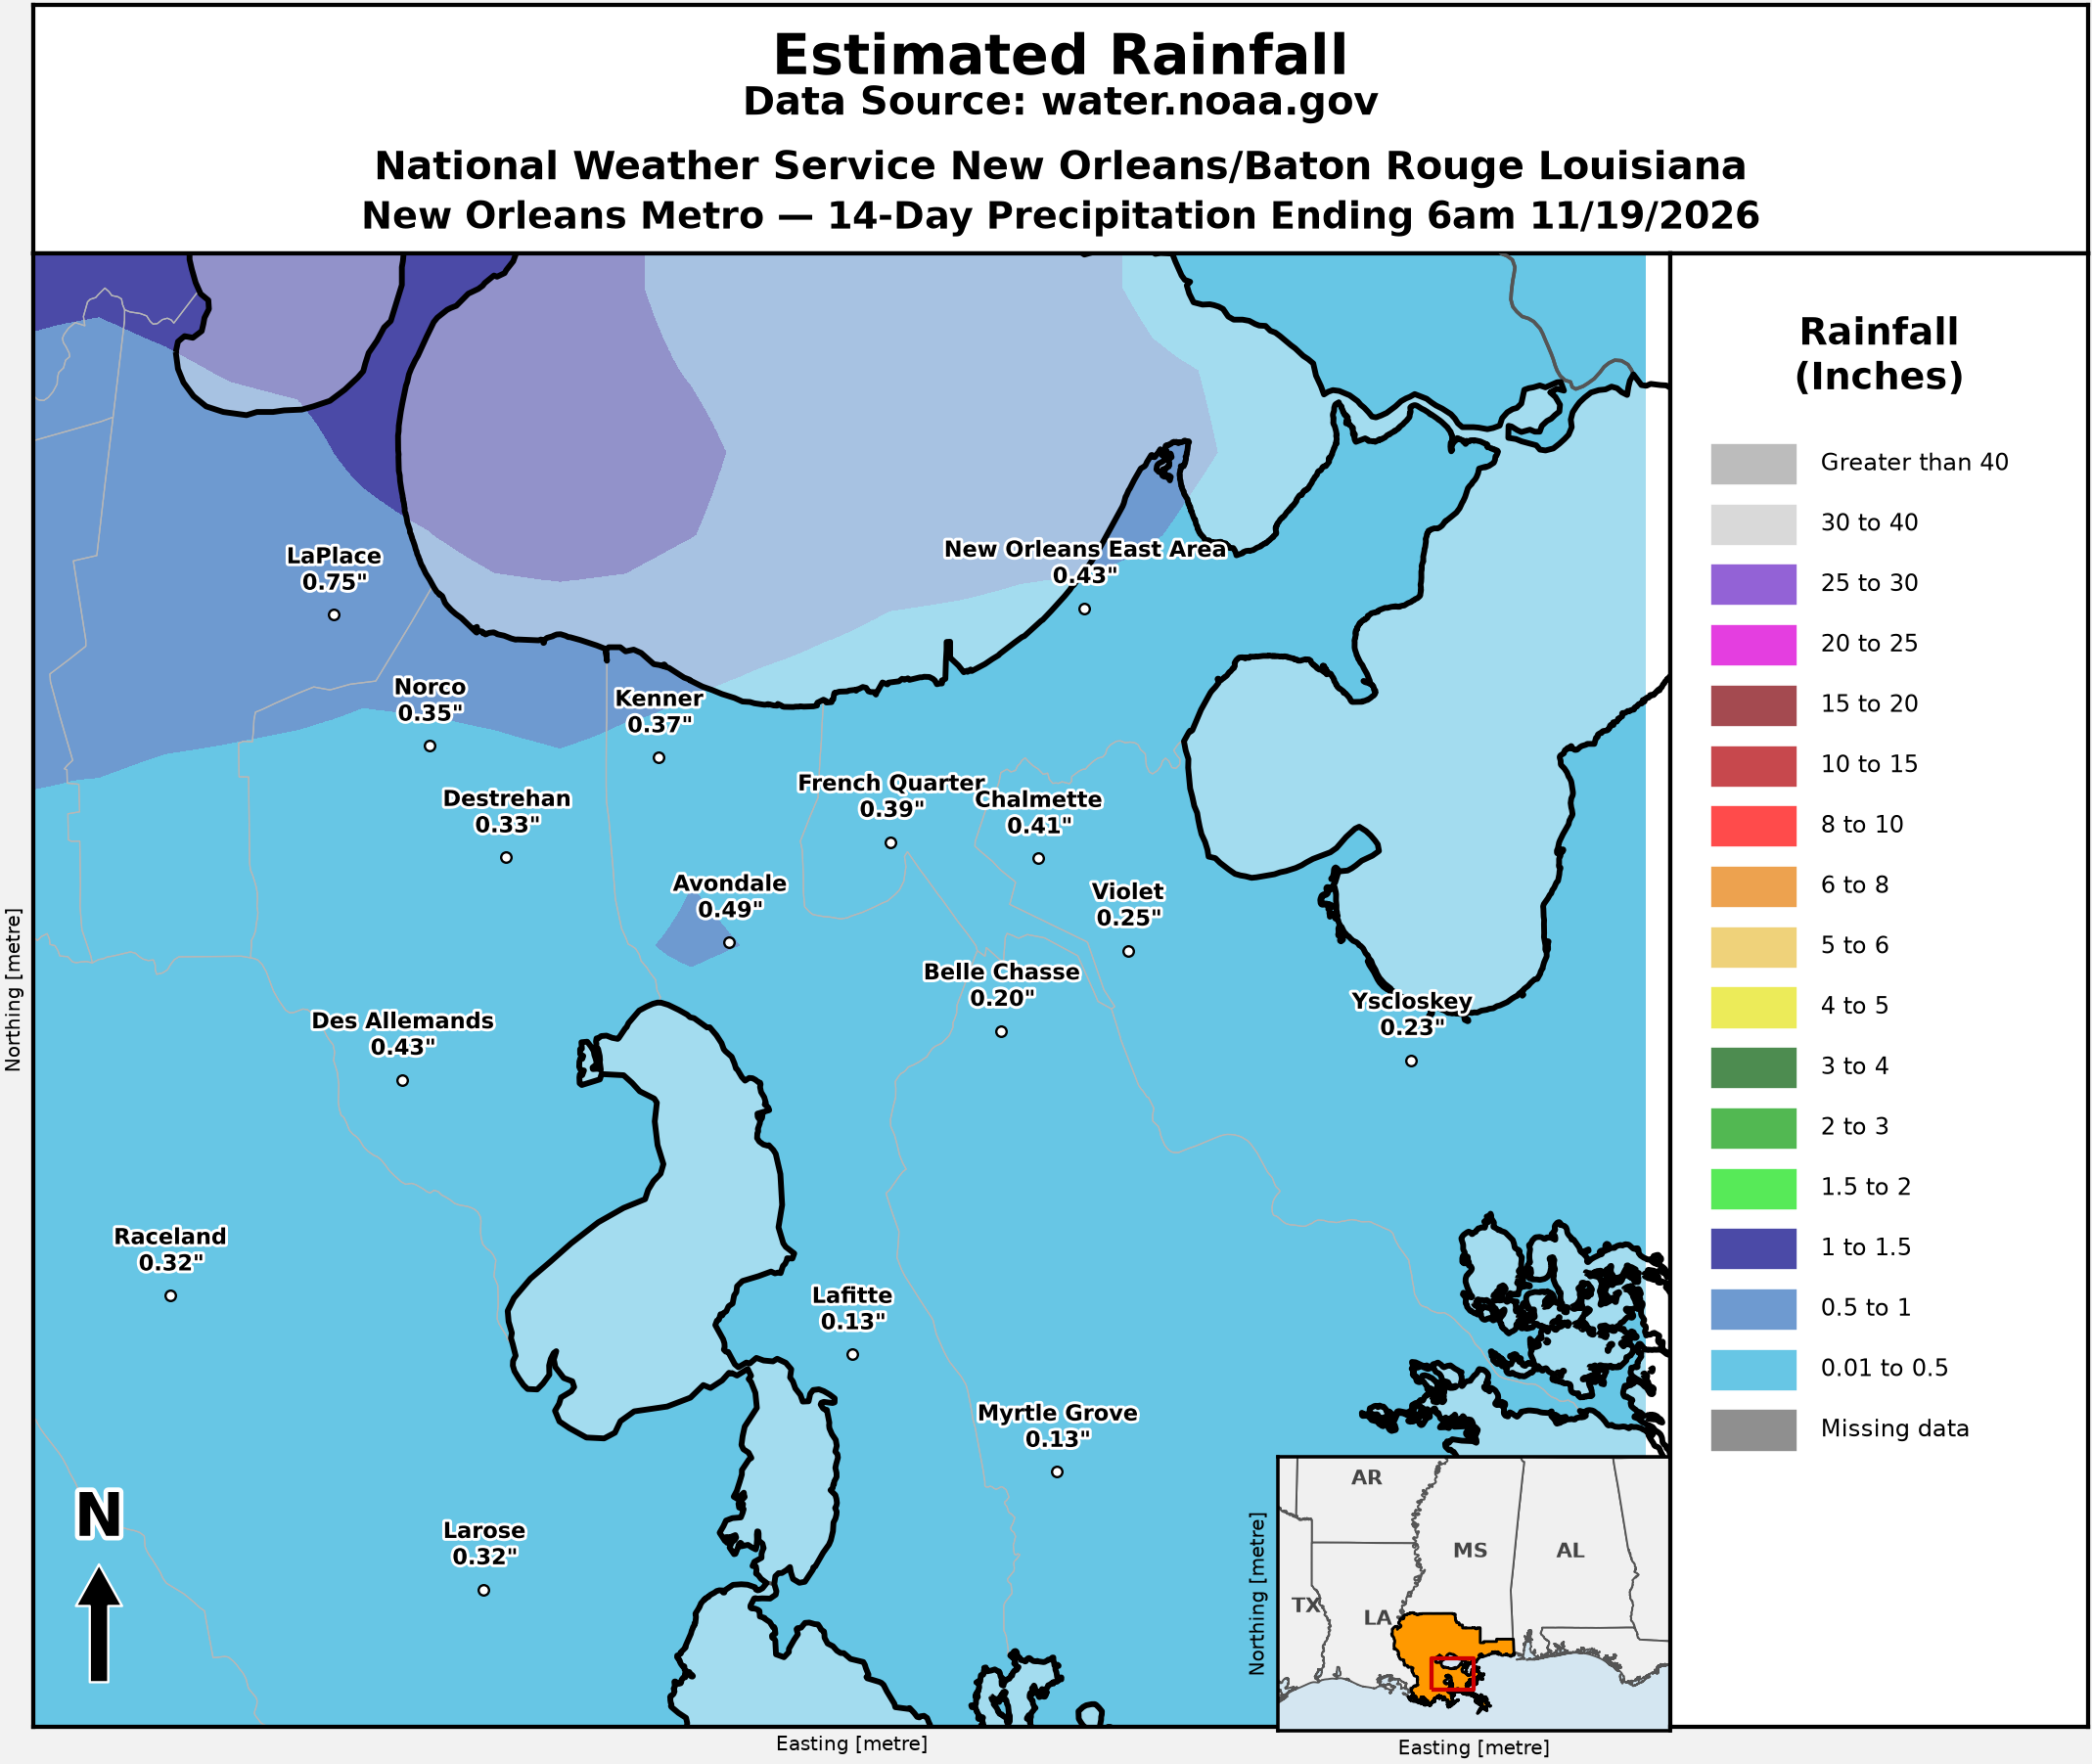 Estimated Rainfall
Data Source: water.noaa.gov
National Weather Service New Orleans/Baton Rouge Louisiana
New Orleans Metro — 14-Day Precipitation Ending 6am 11/19/2026
Rainfall
(Inches)
Greater than 40
30 to 40
25 to 30
20 to 25
15 to 20
10 to 15
8 to 10
6 to 8
5 to 6
4 to 5
3 to 4
2 to 3
1.5 to 2
1 to 1.5
0.5 to 1
0.01 to 0.5
Missing data
LaPlace
0.75"
New Orleans East Area
0.43"
Norco
0.35"
Kenner
0.37"
Destrehan
0.33"
French Quarter
0.39"
Chalmette
0.41"
Avondale
0.49"
Violet
0.25"
Belle Chasse
0.20"
Yscloskey
0.23"
Des Allemands
0.43"
Raceland
0.32"
Lafitte
0.13"
Myrtle Grove
0.13"
Larose
0.32"
N
AR
MS
AL
TX
LA
Northing [metre]
Easting [metre]
Northing [metre]
Easting [metre]